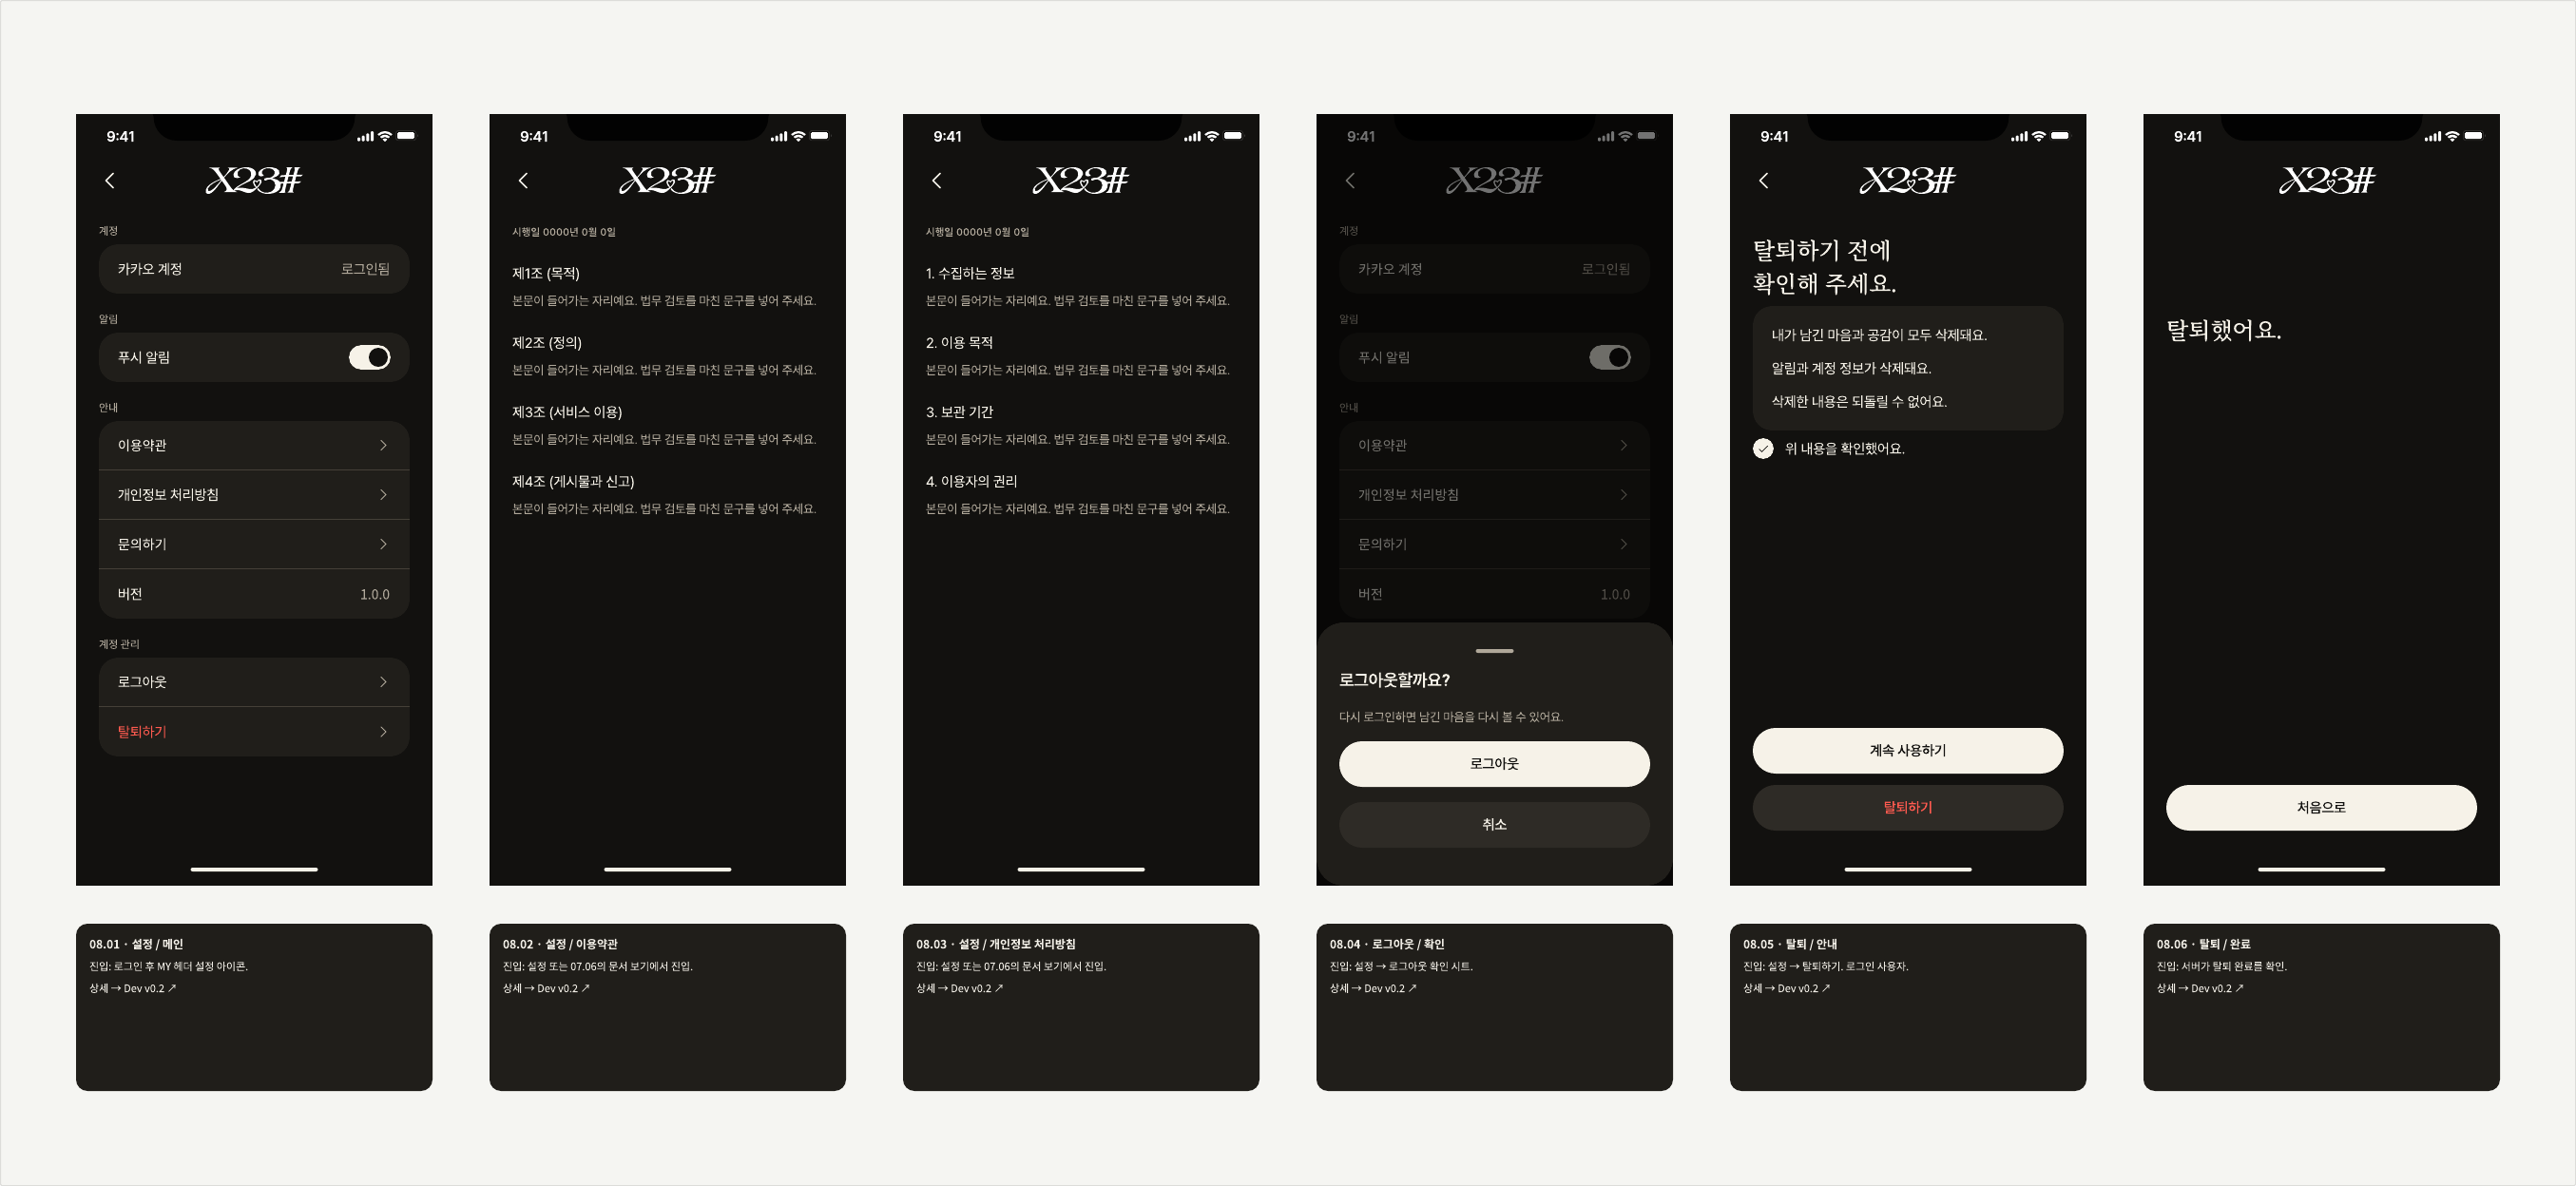 9:41
X23#
계정
카카오 계정
로그인됨
알림
푸시 알림
안내
이용약관
개인정보 처리방침
문의하기
버전
1.0.0
계정 관리
로그아웃
탈퇴하기
08.01 · 설정 / 메인
진입: 로그인 후 MY 헤더 설정 아이콘.
상세 → Dev v0.2 ↗
9:41
X23#
시행일 0000년 0월 0일
제1조 (목적)
본문이 들어가는 자리예요. 법무 검토를 마친 문구를 넣어 주세요.
제2조 (정의)
본문이 들어가는 자리예요. 법무 검토를 마친 문구를 넣어 주세요.
제3조 (서비스 이용)
본문이 들어가는 자리예요. 법무 검토를 마친 문구를 넣어 주세요.
제4조 (게시물과 신고)
본문이 들어가는 자리예요. 법무 검토를 마친 문구를 넣어 주세요.
08.02 · 설정 / 이용약관
진입: 설정 또는 07.06의 문서 보기에서 진입.
상세 → Dev v0.2 ↗
9:41
X23#
시행일 0000년 0월 0일
1. 수집하는 정보
본문이 들어가는 자리예요. 법무 검토를 마친 문구를 넣어 주세요.
2. 이용 목적
본문이 들어가는 자리예요. 법무 검토를 마친 문구를 넣어 주세요.
3. 보관 기간
본문이 들어가는 자리예요. 법무 검토를 마친 문구를 넣어 주세요.
4. 이용자의 권리
본문이 들어가는 자리예요. 법무 검토를 마친 문구를 넣어 주세요.
08.03 · 설정 / 개인정보 처리방침
진입: 설정 또는 07.06의 문서 보기에서 진입.
상세 → Dev v0.2 ↗
9:41
X23#
계정
카카오 계정
로그인됨
알림
푸시 알림
안내
이용약관
개인정보 처리방침
문의하기
버전
1.0.0
로그아웃할까요?
다시 로그인하면 남긴 마음을 다시 볼 수 있어요.
로그아웃
취소
08.04 · 로그아웃 / 확인
진입: 설정 → 로그아웃 확인 시트.
상세 → Dev v0.2 ↗
9:41
X23#
탈퇴하기 전에
확인해 주세요.
내가 남긴 마음과 공감이 모두 삭제돼요.
알림과 계정 정보가 삭제돼요.
삭제한 내용은 되돌릴 수 없어요.
위 내용을 확인했어요.
계속 사용하기
탈퇴하기
08.05 · 탈퇴 / 안내
진입: 설정 → 탈퇴하기. 로그인 사용자.
상세 → Dev v0.2 ↗
9:41
X23#
탈퇴했어요.
처음으로
08.06 · 탈퇴 / 완료
진입: 서버가 탈퇴 완료를 확인.
상세 → Dev v0.2 ↗